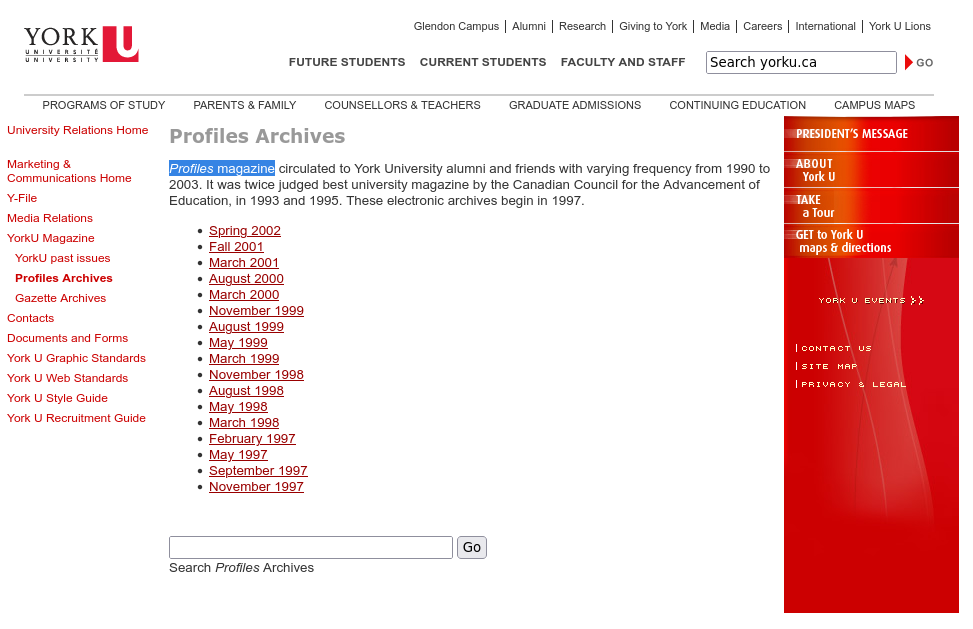 YORK U
UNIVERSITÉ
UNIVERSITY
Glendon Campus | Alumni | Research | Giving to York | Media | Careers | International | York U Lions
FUTURE STUDENTS CURRENT STUDENTS FACULTY AND STAFF
Search yorku.ca
GO
PROGRAMS OF STUDY PARENTS & FAMILY COUNSELLORS & TEACHERS GRADUATE ADMISSIONS CONTINUING EDUCATION CAMPUS MAPS
University Relations Home
Marketing &
Communications Home
Y-File
Media Relations
YorkU Magazine
YorkU past issues
Profiles Archives
Gazette Archives
Contacts
Documents and Forms
York U Graphic Standards
York U Web Standards
York U Style Guide
York U Recruitment Guide
Profiles Archives
Profiles magazine circulated to York University alumni and friends with varying frequency from 1990 to
2003. It was twice judged best university magazine by the Canadian Council for the Advancement of
Education, in 1993 and 1995. These electronic archives begin in 1997.
• Spring 2002
• Fall 2001
• March 2001
• August 2000
• March 2000
• November 1999
• August 1999
• May 1999
• March 1999
• November 1998
• August 1998
• May 1998
• March 1998
• February 1997
• May 1997
• September 1997
• November 1997
Go
Search Profiles Archives
PRESIDENT'S MESSAGE
ABOUT
York U
TAKE
a Tour
GET to York U
maps & directions
YORK U EVENTS
CONTACT US
SITE MAP
PRIVACY & LEGAL